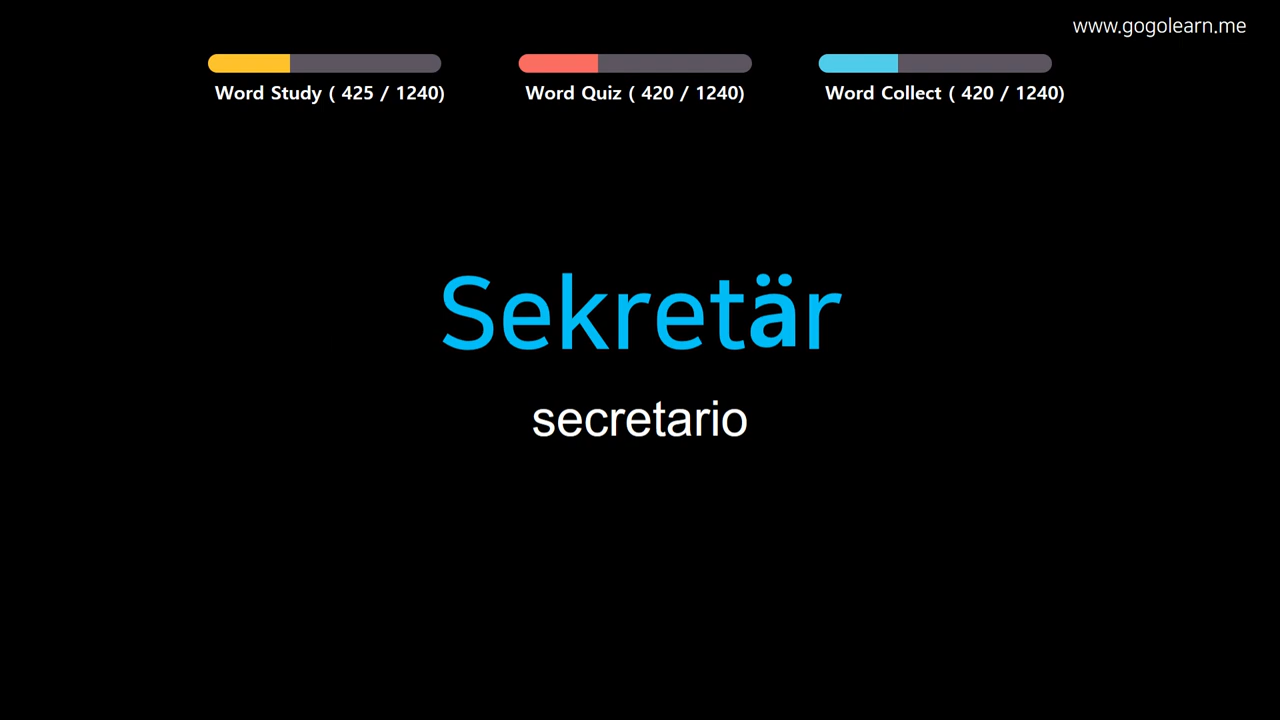 www.gogolearn.me
Word Study ( 425 / 1240)
Word Quiz ( 420 / 1240)
Word Collect ( 420 / 1240)
Sekretär
secretario